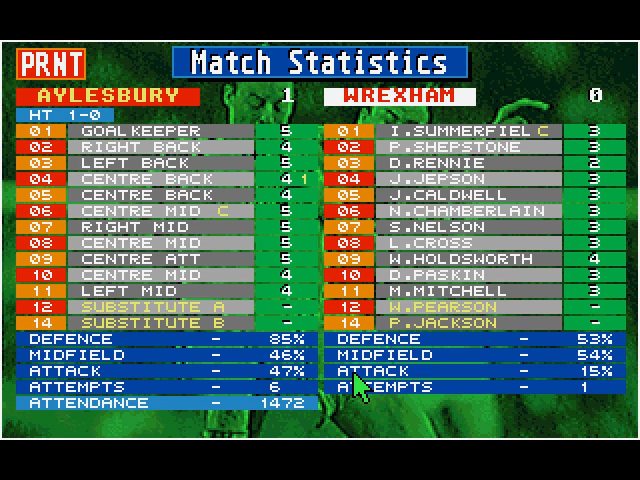 PRNT Match Statistics
AYLESBURY 1 WREXHAM 0
HT 1-0
01 GOALKEEPER 5 01 I.SUMMERFIEL C 3
02 RIGHT BACK 4 02 P.SHEPSTONE 3
03 LEFT BACK 5 03 D.RENNIE 2
04 CENTRE BACK 4 1 04 J.JEPSON 3
05 CENTRE BACK 4 05 J.CALDWELL 3
06 CENTRE MID C 5 06 N.CHAMBERLAIN 3
07 RIGHT MID 5 07 S.NELSON 3
08 CENTRE MID 5 08 L.CROSS 3
09 CENTRE ATT 5 09 W.HOLDSWORTH 4
10 CENTRE MID 4 10 D.PASKIN 3
11 LEFT MID 4 11 M.MITCHELL 3
12 SUBSTITUTE A - 12 W.PEARSON -
14 SUBSTITUTE B - 14 P.JACKSON -
DEFENCE - 85% DEFENCE - 53%
MIDFIELD - 46% MIDFIELD - 54%
ATTACK - 47% ATTACK - 15%
ATTEMPTS - 6 ATTEMPTS - 1
ATTENDANCE - 1472